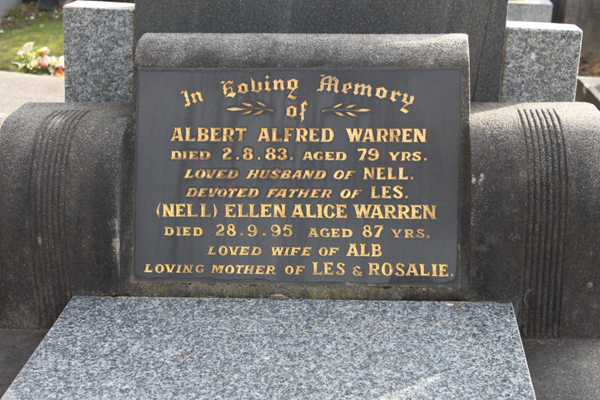 In Loving Memory
of
ALBERT ALFRED WARREN
DIED 2.8.83. AGED 79 YRS.
LOVED HUSBAND OF NELL.
DEVOTED FATHER OF LES.
(NELL) ELLEN ALICE WARREN
DIED 28.9.95 AGED 87 YRS.
LOVED WIFE OF ALB
LOVING MOTHER OF LES & ROSALIE.